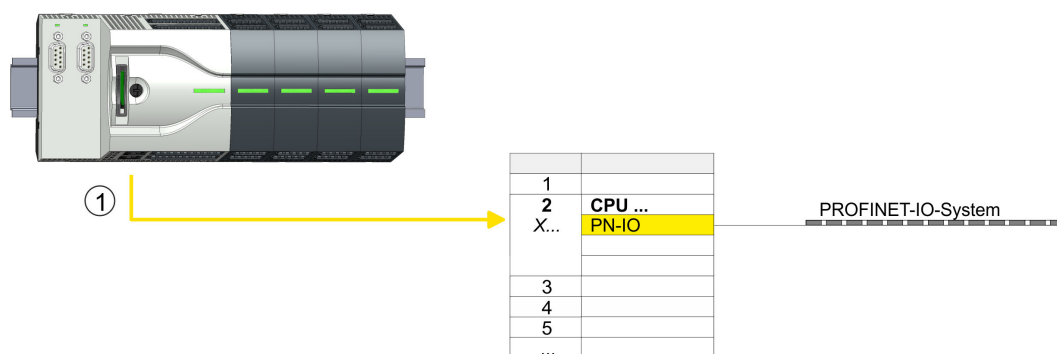 ①
1
2 CPU ...
X... PN-IO
PROFINET-IO-System
3
4
5
...